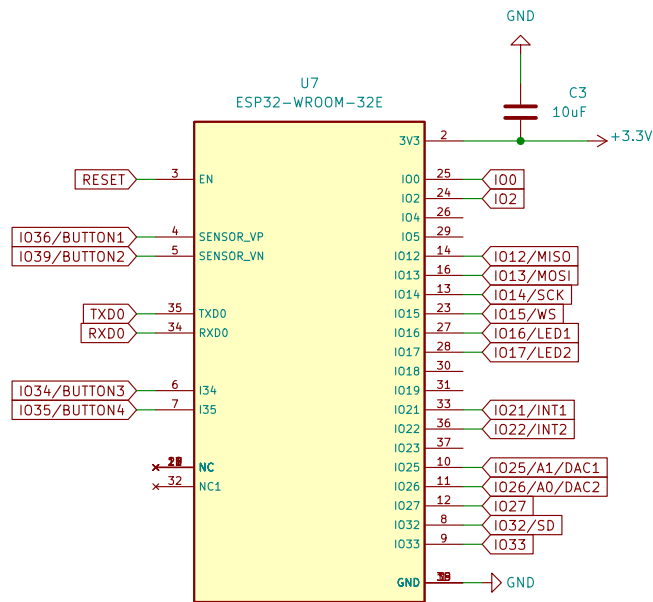 GND
U7
ESP32-WROOM-32E
C3
10uF
3V3
2
+3.3V
RESET
3
EN
IO0
25
IO0
IO2
24
IO2
IO4
26
IO5
29
IO36/BUTTON1
4
SENSOR_VP
IO39/BUTTON2
5
SENSOR_VN
IO12
14
IO12/MISO
IO13
16
IO13/MOSI
IO14
13
IO14/SCK
TXD0
35
TXD0
IO15
23
IO15/WS
RXD0
34
RXD0
IO16
27
IO16/LED1
IO17
28
IO17/LED2
IO18
30
IO34/BUTTON3
6
I34
IO19
31
IO35/BUTTON4
7
I35
IO21
33
IO21/INT1
IO22
36
IO22/INT2
IO23
37
NC
IO25
10
IO25/A1/DAC1
32
NC1
IO26
11
IO26/A0/DAC2
IO27
12
IO27
IO32
8
IO32/SD
IO33
9
IO33
GND
GND